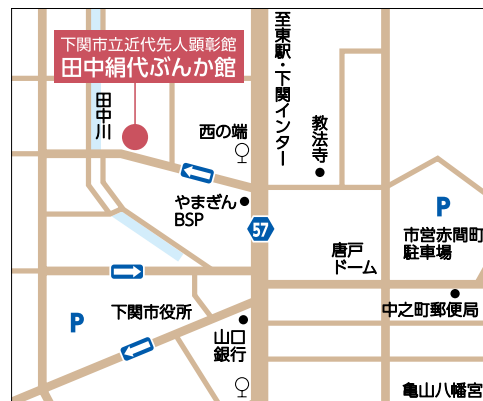 下関市立近代先人顕彰館
田中絹代ぶんか館
至東駅・下関インター
田中川
西の端
教法寺
やまぎん
BSP
57
P
市営赤間町
駐車場
唐戸
ドーム
中之町郵便局
下関市役所
P
山口
銀行
亀山八幡宮